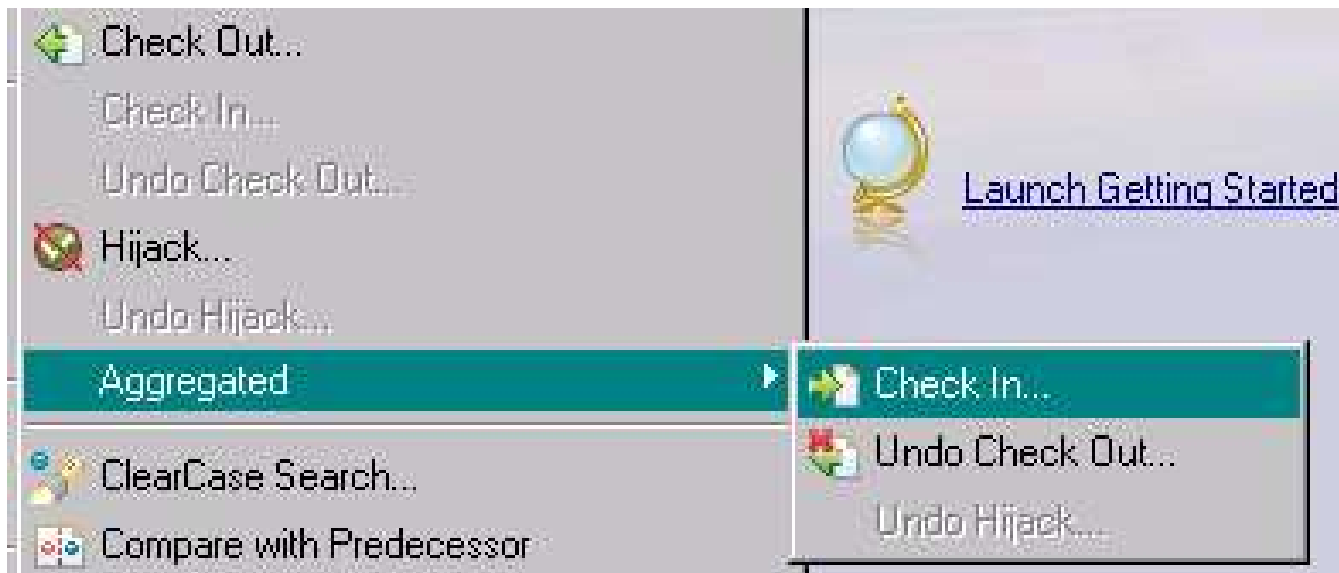 Check Out...
Check In...
Undo Check Out...
Hijack...
Undo Hijack...
Aggregated
ClearCase Search...
Compare with Predecessor
Launch Getting Started
Check In...
Undo Check Out...
Undo Hijack...